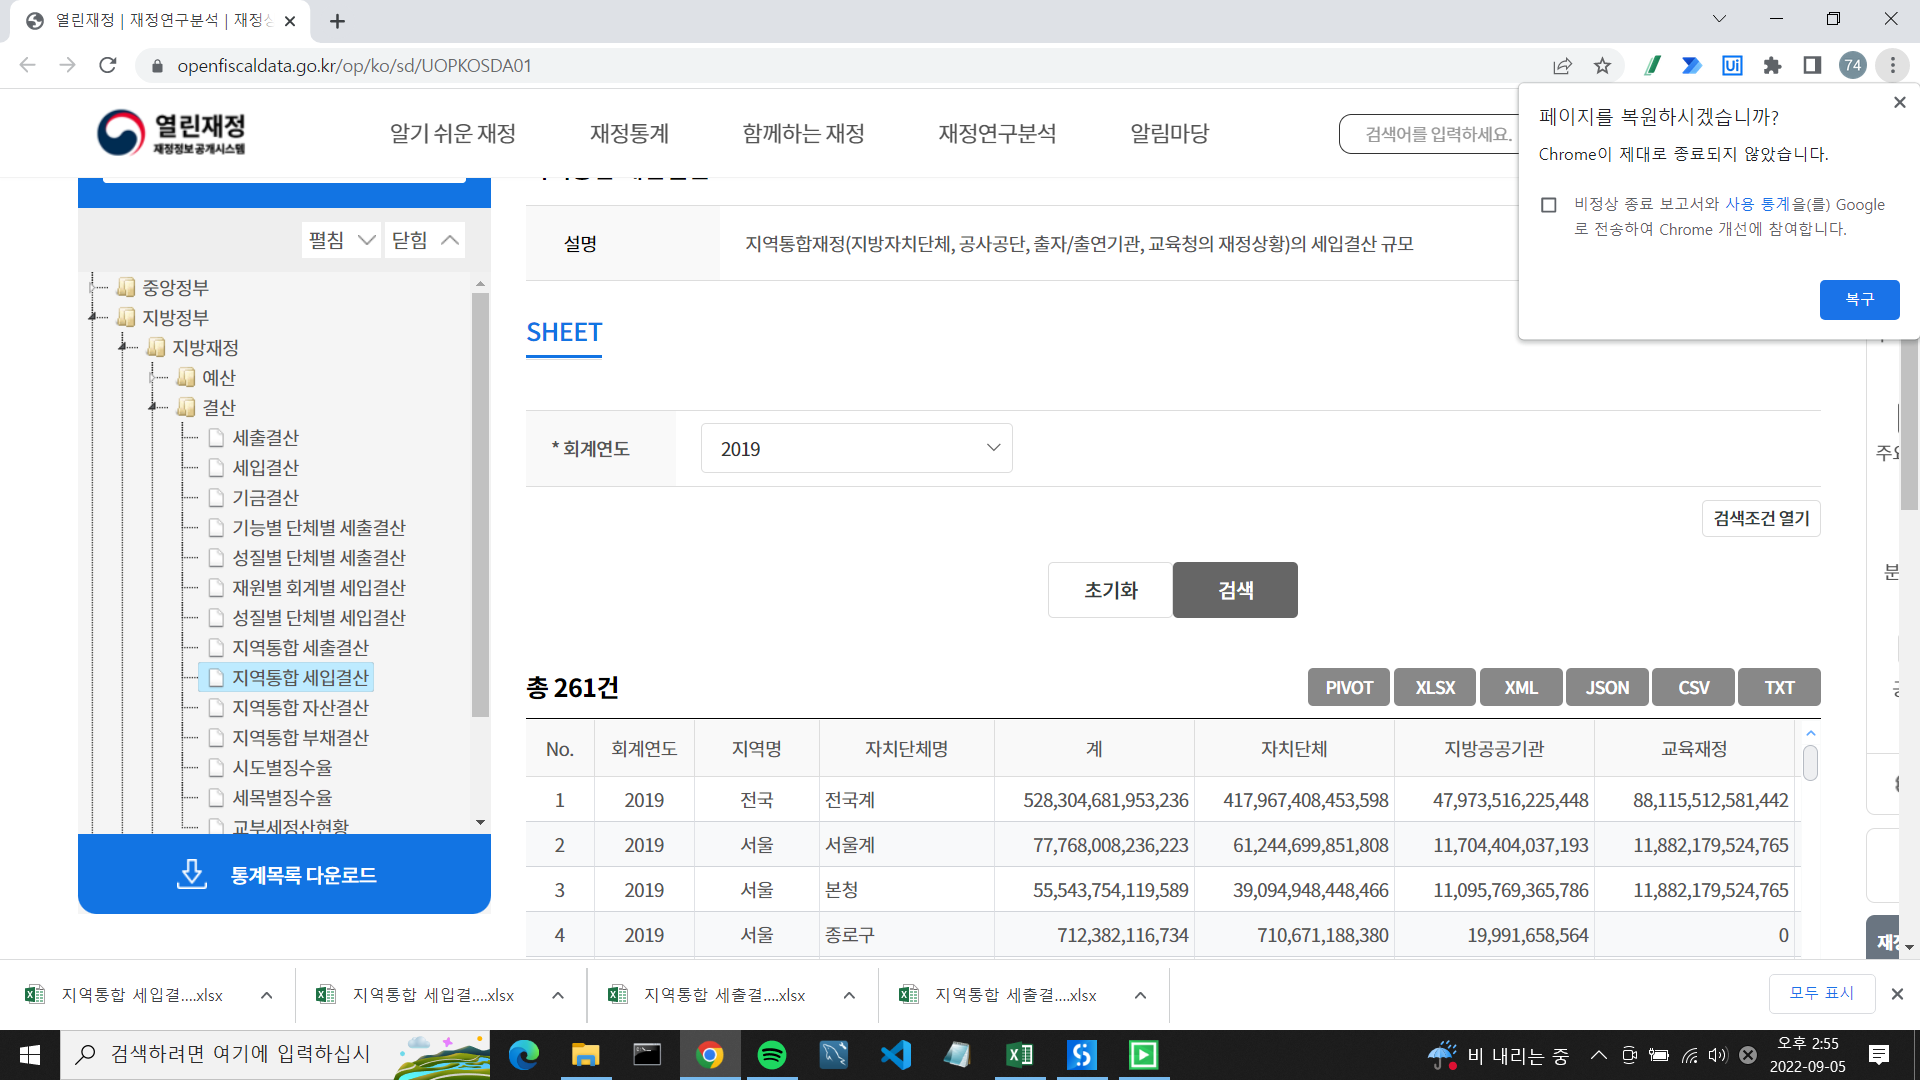 열린재정 | 재정연구분석 | 재정
openfiscaldata.go.kr/op/ko/sd/UOPKOSDA01
Ui
74
열린재정
재정정보공개시스템
알기 쉬운 재정
재정통계
함께하는 재정
재정연구분석
알림마당
검색어를 입력하세요.
페이지를 복원하시겠습니까?
Chrome이 제대로 종료되지 않았습니다.
비정상 종료 보고서와 사용 통계을(를) Google
로 전송하여 Chrome 개선에 참여합니다.
복구
펼침
닫힘
중앙정부
지방정부
지방재정
예산
결산
세출결산
세입결산
기금결산
기능별 단체별 세출결산
성질별 단체별 세출결산
재원별 회계별 세입결산
성질별 단체별 세입결산
지역통합 세출결산
지역통합 세입결산
지역통합 자산결산
지역통합 부채결산
시도별징수율
세목별징수율
교부세정산현황
통계목록 다운로드
설명
지역통합재정(지방자치단체, 공사공단, 출자/출연기관, 교육청의 재정상황)의 세입결산 규모
SHEET
* 회계연도
2019
검색조건 열기
초기화
검색
총 261건
PIVOT XLSX XML JSON CSV TXT
No. 회계연도 지역명 자치단체명 계 자치단체 지방공공기관 교육재정
1 2019 전국 전국계 528,304,681,953,236 417,967,408,453,598 47,973,516,225,448 88,115,512,581,442
2 2019 서울 서울계 77,768,008,236,223 61,244,699,851,808 11,704,404,037,193 11,882,179,524,765
3 2019 서울 본청 55,543,754,119,589 39,094,948,448,466 11,095,769,365,786 11,882,179,524,765
4 2019 서울 종로구 712,382,116,734 710,671,188,380 19,991,658,564 0
주요
분
재정
지역통합 세입결....xlsx
지역통합 세입결....xlsx
지역통합 세출결....xlsx
지역통합 세출결....xlsx
모두 표시
검색하려면 여기에 입력하십시
비 내리는 중
오후 2:55
2022-09-05